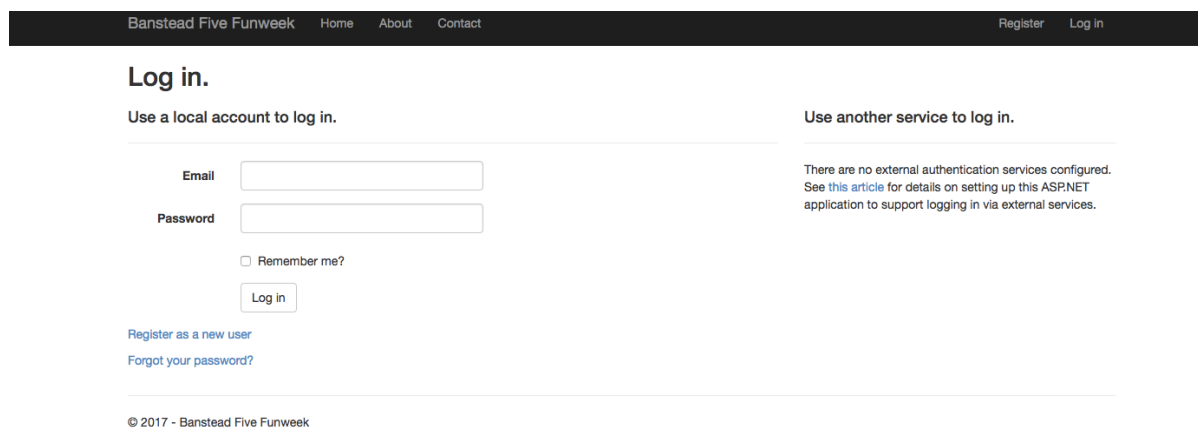 Banstead Five Funweek Home About Contact Register Log in
Log in.
Use a local account to log in.
Email
Password
Remember me?
Log in
Register as a new user
Forgot your password?
Use another service to log in.
There are no external authentication services configured.
See this article for details on setting up this ASP.NET
application to support logging in via external services.
© 2017 - Banstead Five Funweek